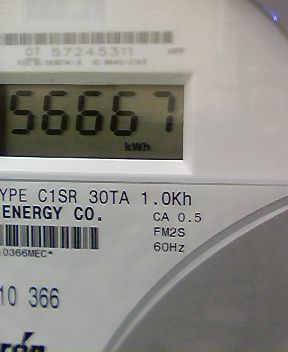 07 57245311
56667
kWh
YPE C1SR 30TA 1.0Kh
ENERGY CO.
CA 0.5
FM2S
60Hz
0366MEC*
10 366
rón